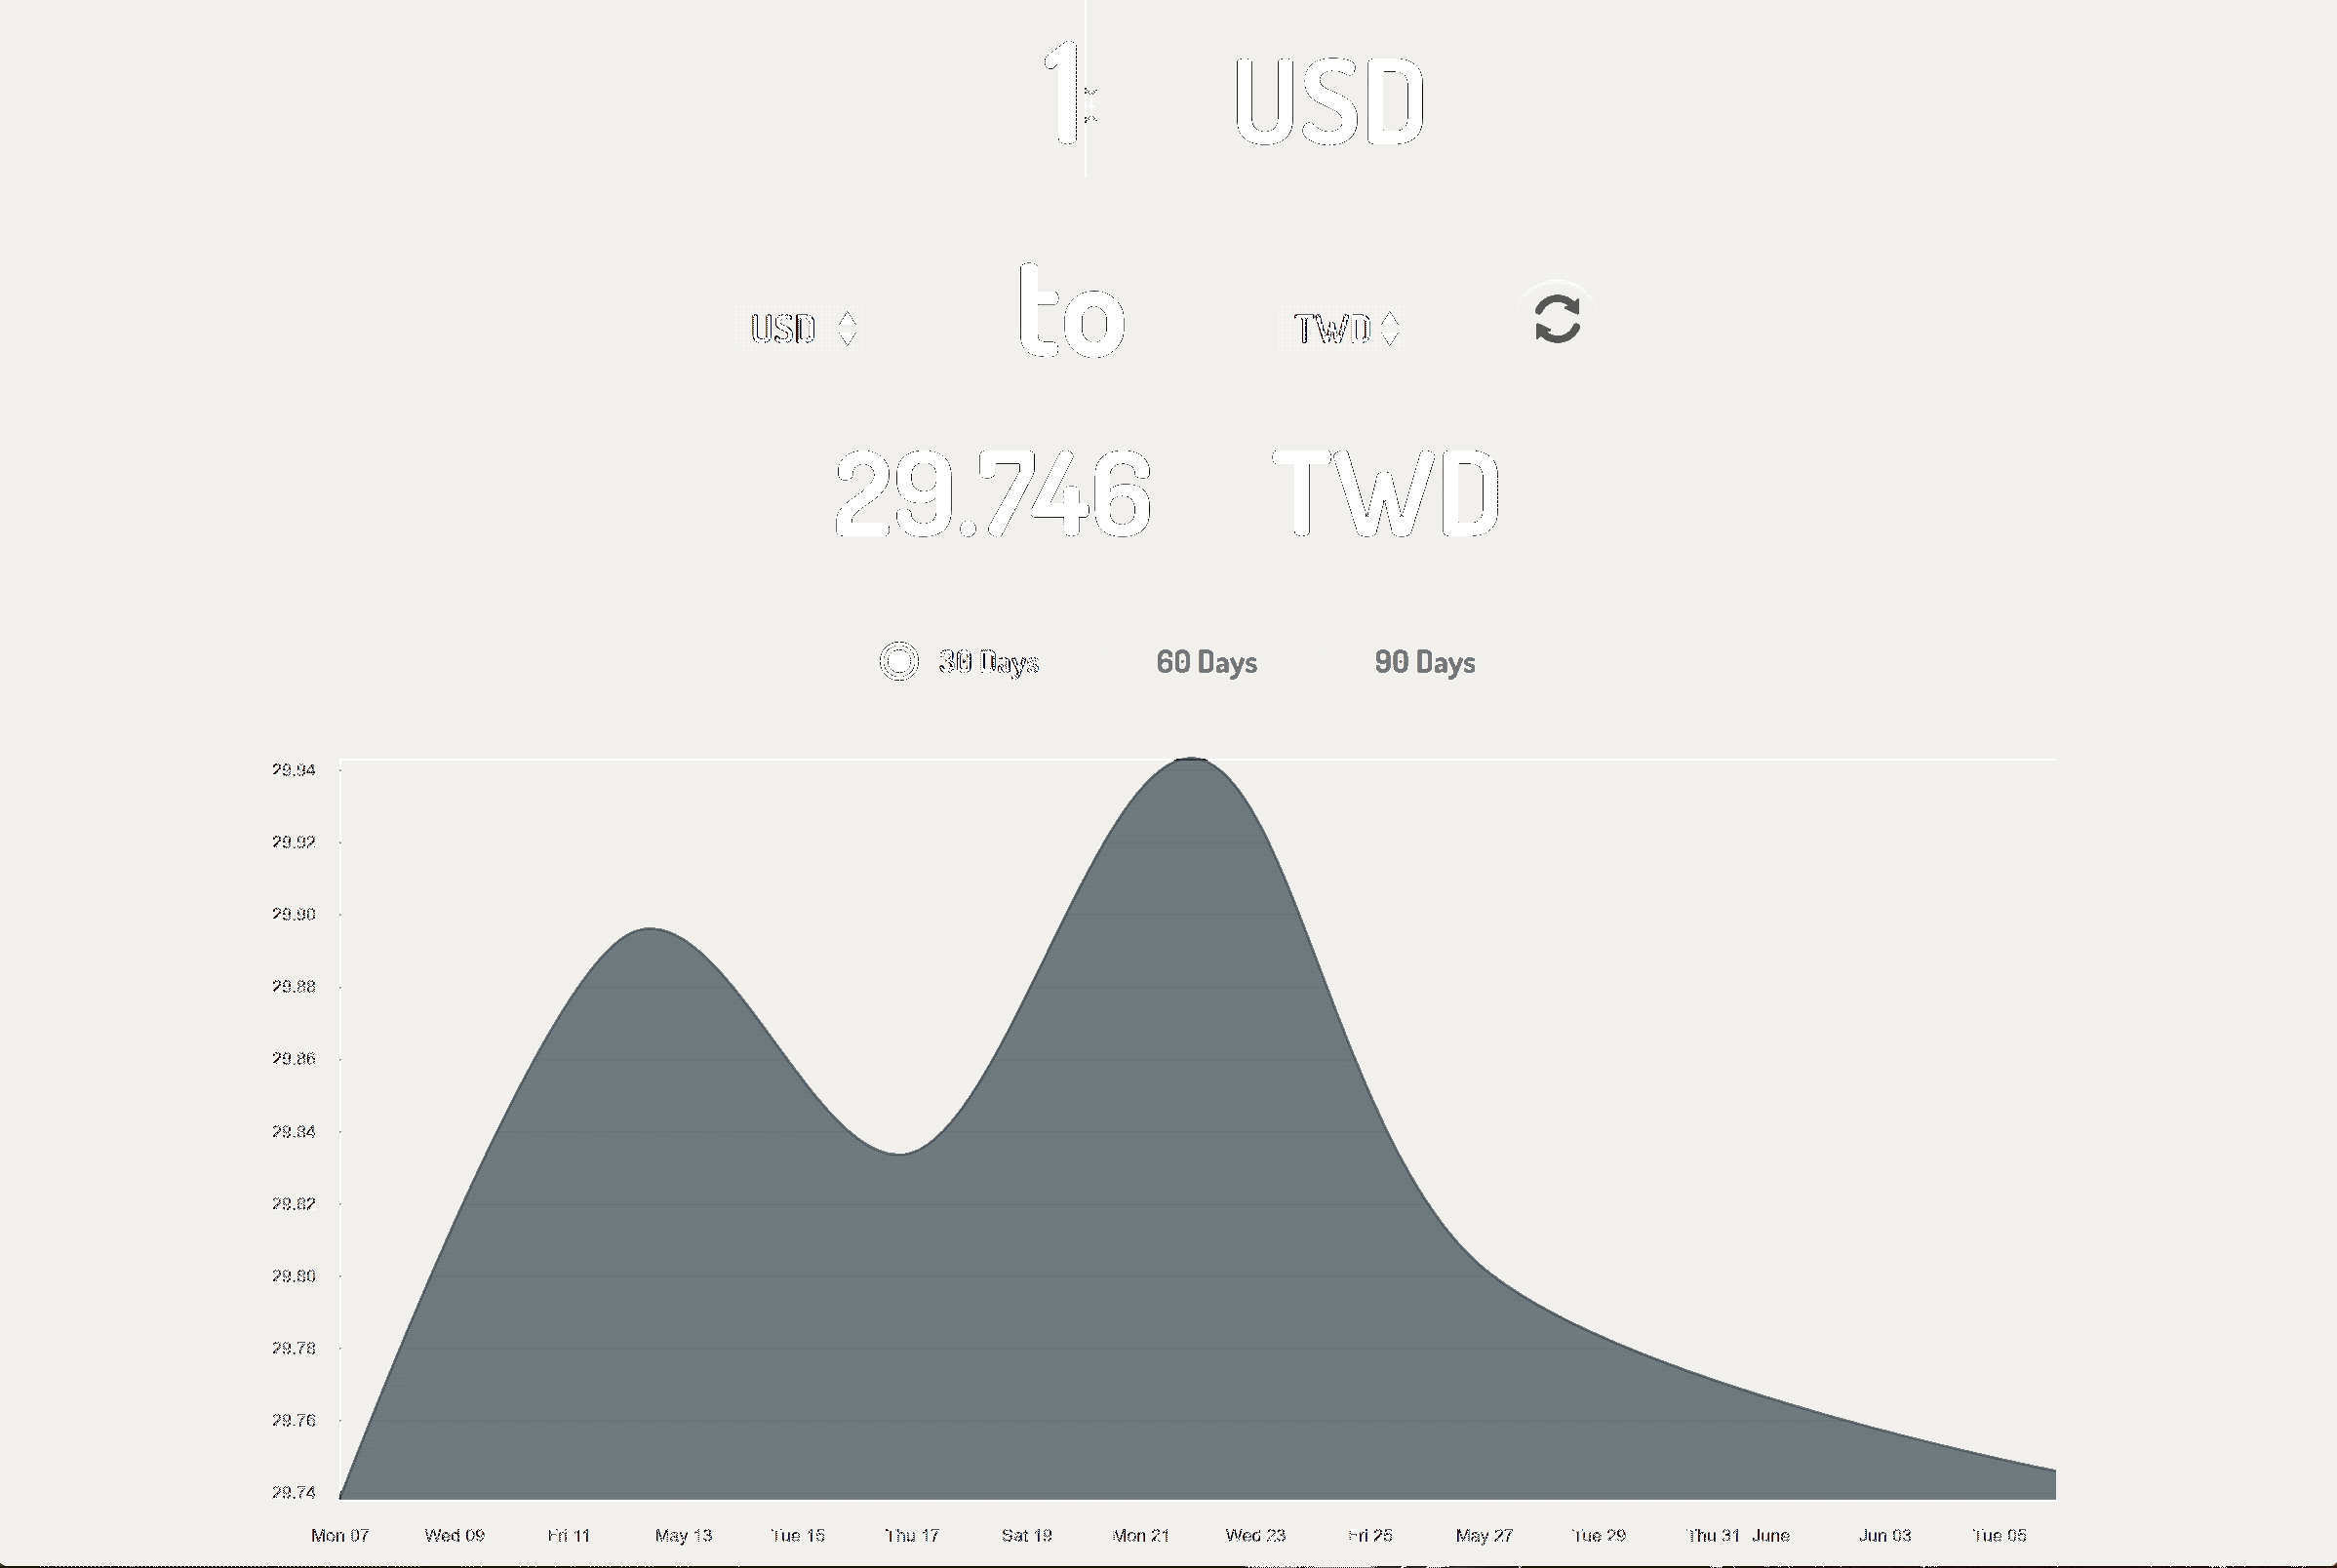 1 USD
USD to TWD
29.746 TWD
30 Days 60 Days 90 Days
29.94
29.92
29.90
29.88
29.86
29.84
29.82
29.80
29.78
29.76
29.74
Mon 07 Wed 09 Fri 11 May 13 Tue 15 Thu 17 Sat 19 Mon 21 Wed 23 Fri 25 May 27 Tue 29 Thu 31 June Jun 03 Tue 05